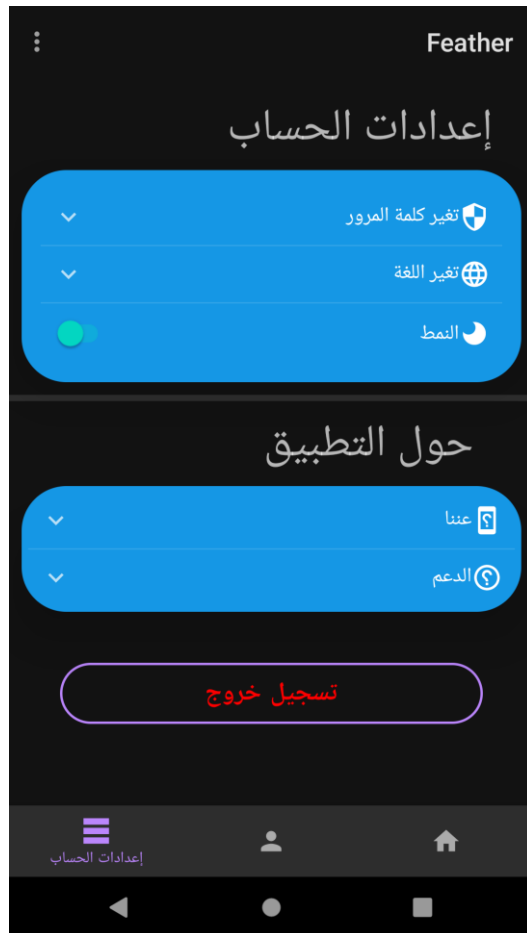 Feather
إعدادات الحساب
تغير كلمة المرور
تغير اللغة
النمط
حول التطبيق
عننا
الدعم
تسجيل خروج
إعدادات الحساب